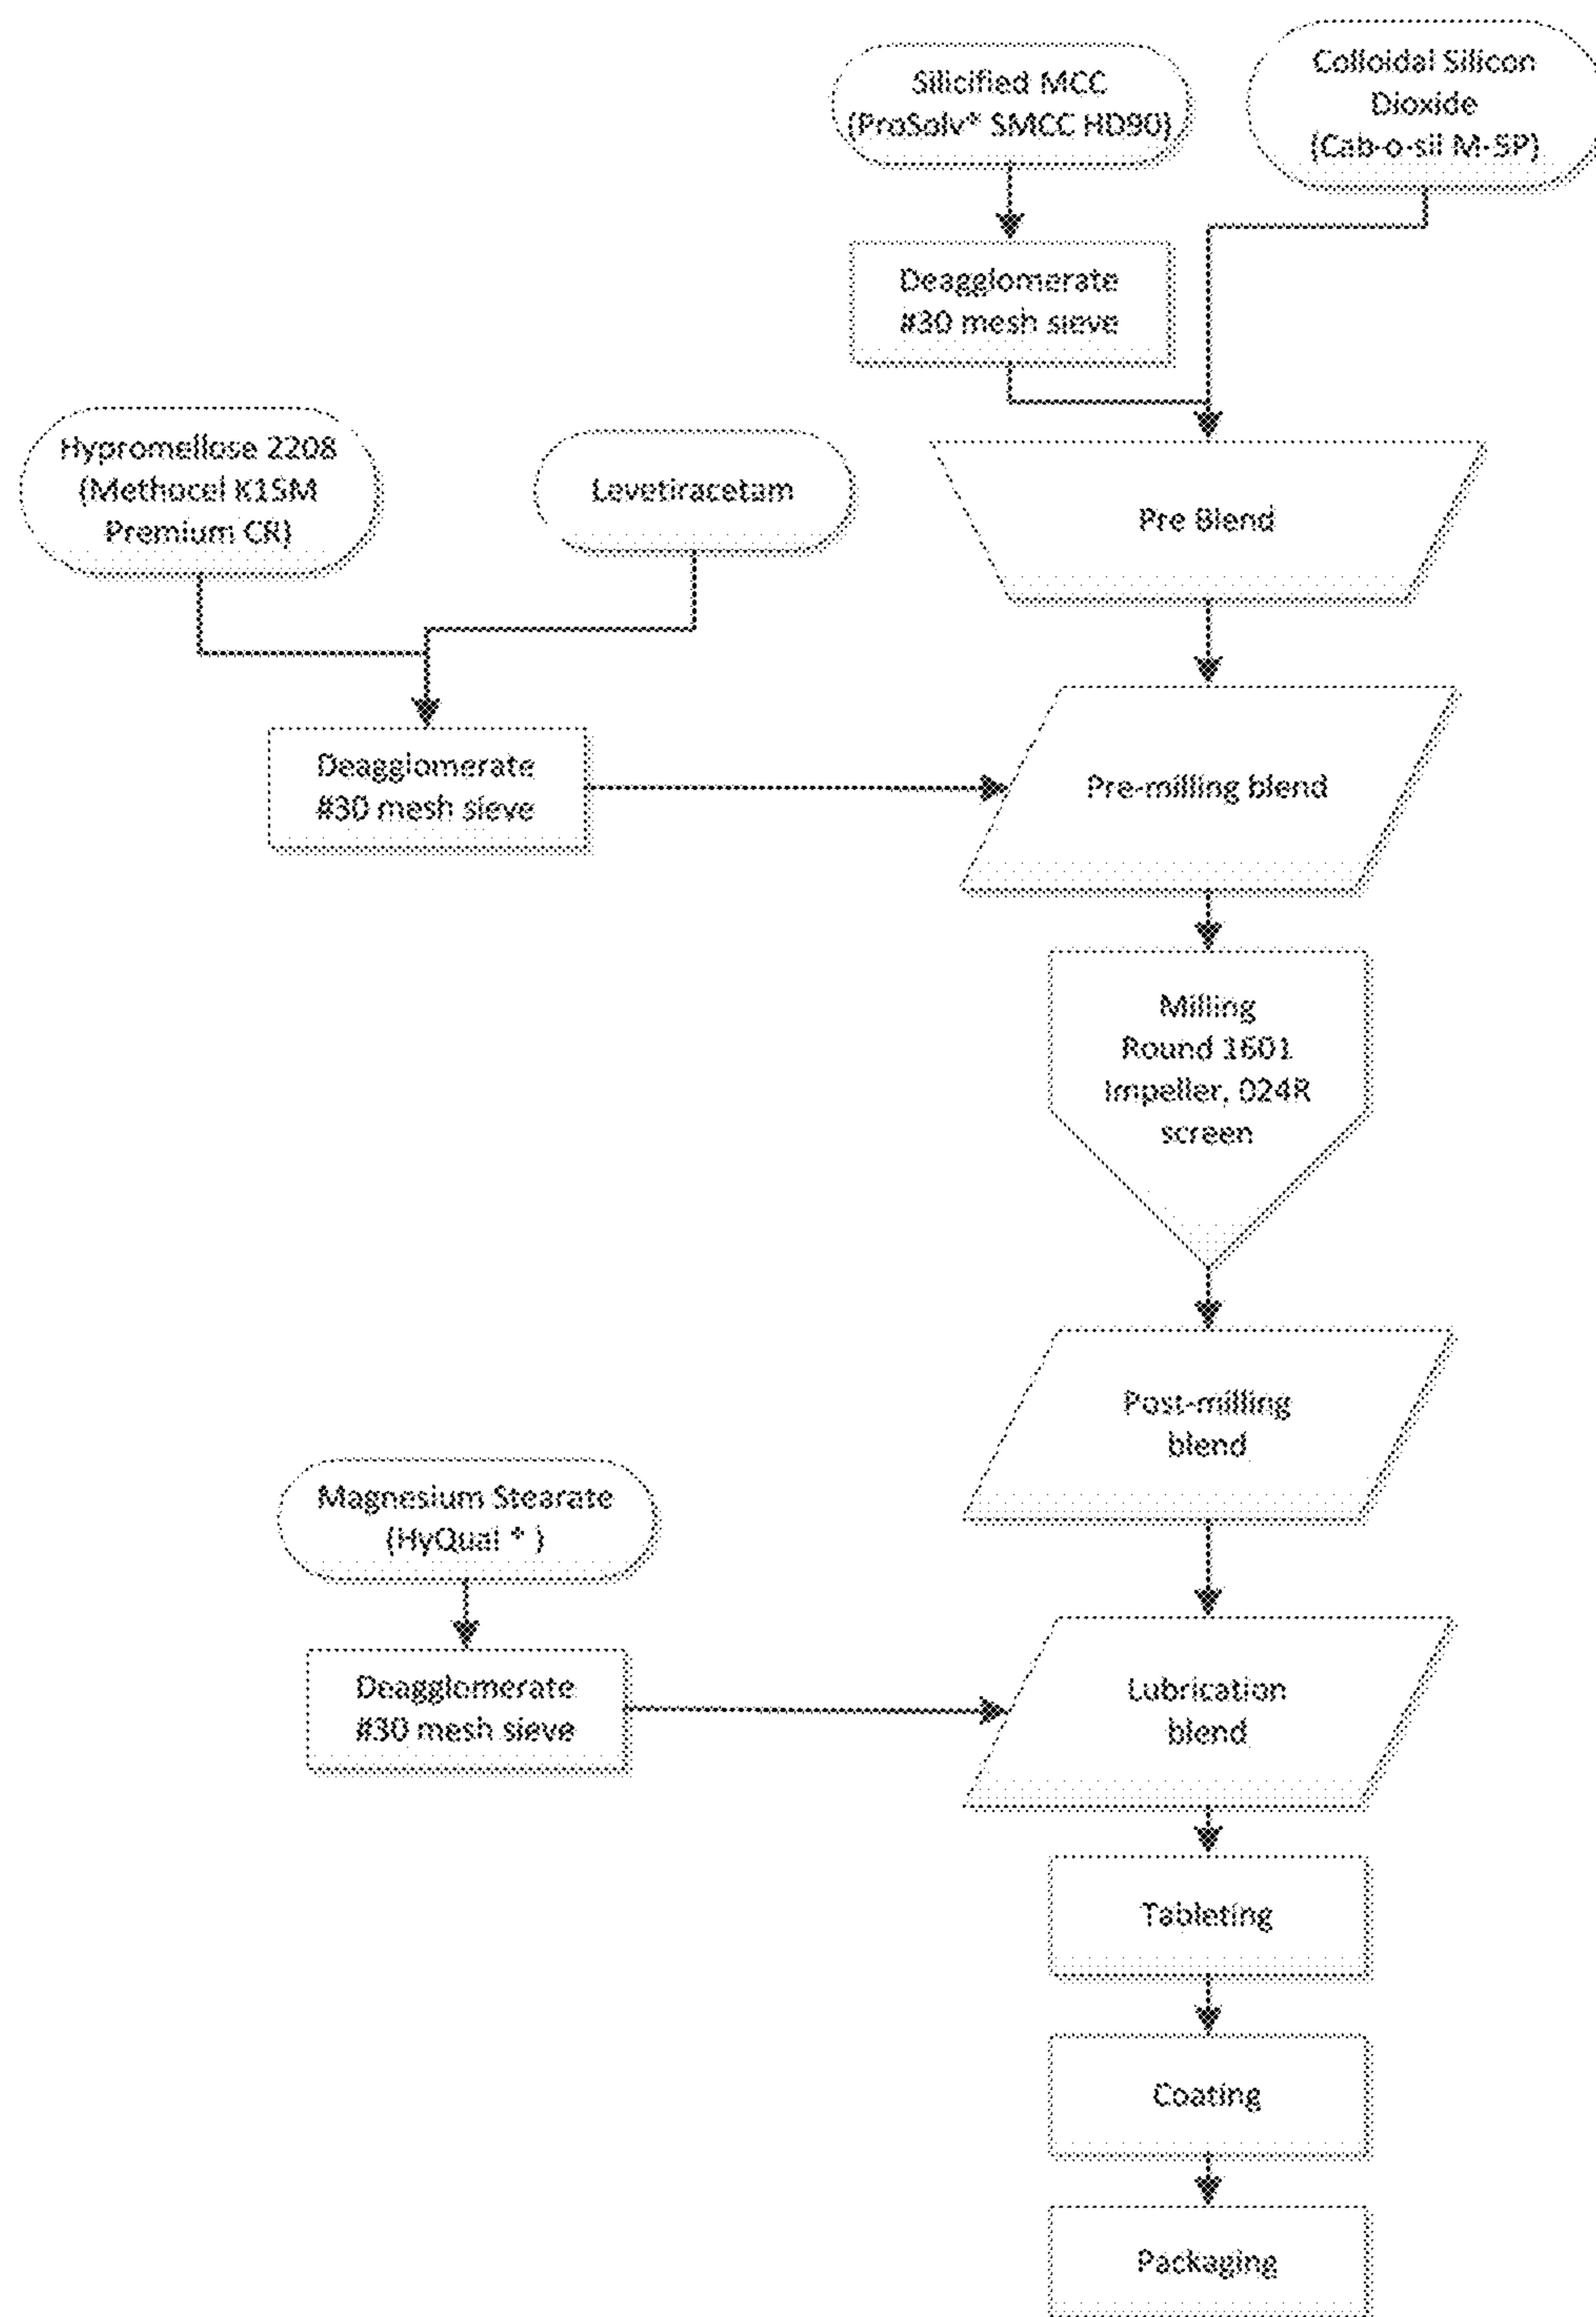 Silicified MCC
(ProSolv® SMCC HD90)
Colloidal Silicon
Dioxide
(Cab-o-sil M-5P)
Deagglomerate
#30 mesh sieve
Hypromellose 2208
(Methocel K15M
Premium CR)
Levetiracetam
Pre Blend
Deagglomerate
#30 mesh sieve
Pre-milling blend
Milling
Round 1601
Impeller, 024R
screen
Post-milling
blend
Magnesium Stearate
(HyQual ® )
Deagglomerate
#30 mesh sieve
Lubrication
blend
Tableting
Coating
Packaging